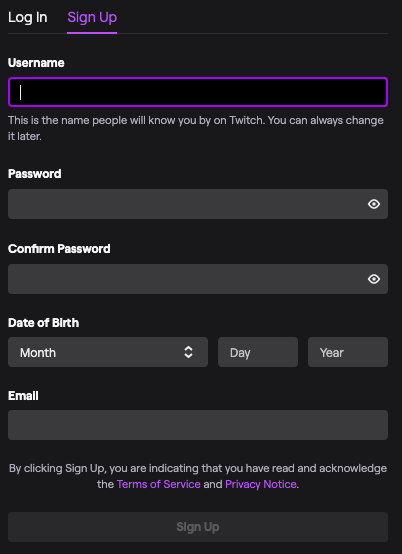 Log In Sign Up
Username
This is the name people will know you by on Twitch. You can always change
it later.
Password
Confirm Password
Date of Birth
Month Day Year
Email
By clicking Sign Up, you are indicating that you have read and acknowledge
the Terms of Service and Privacy Notice.
Sign Up